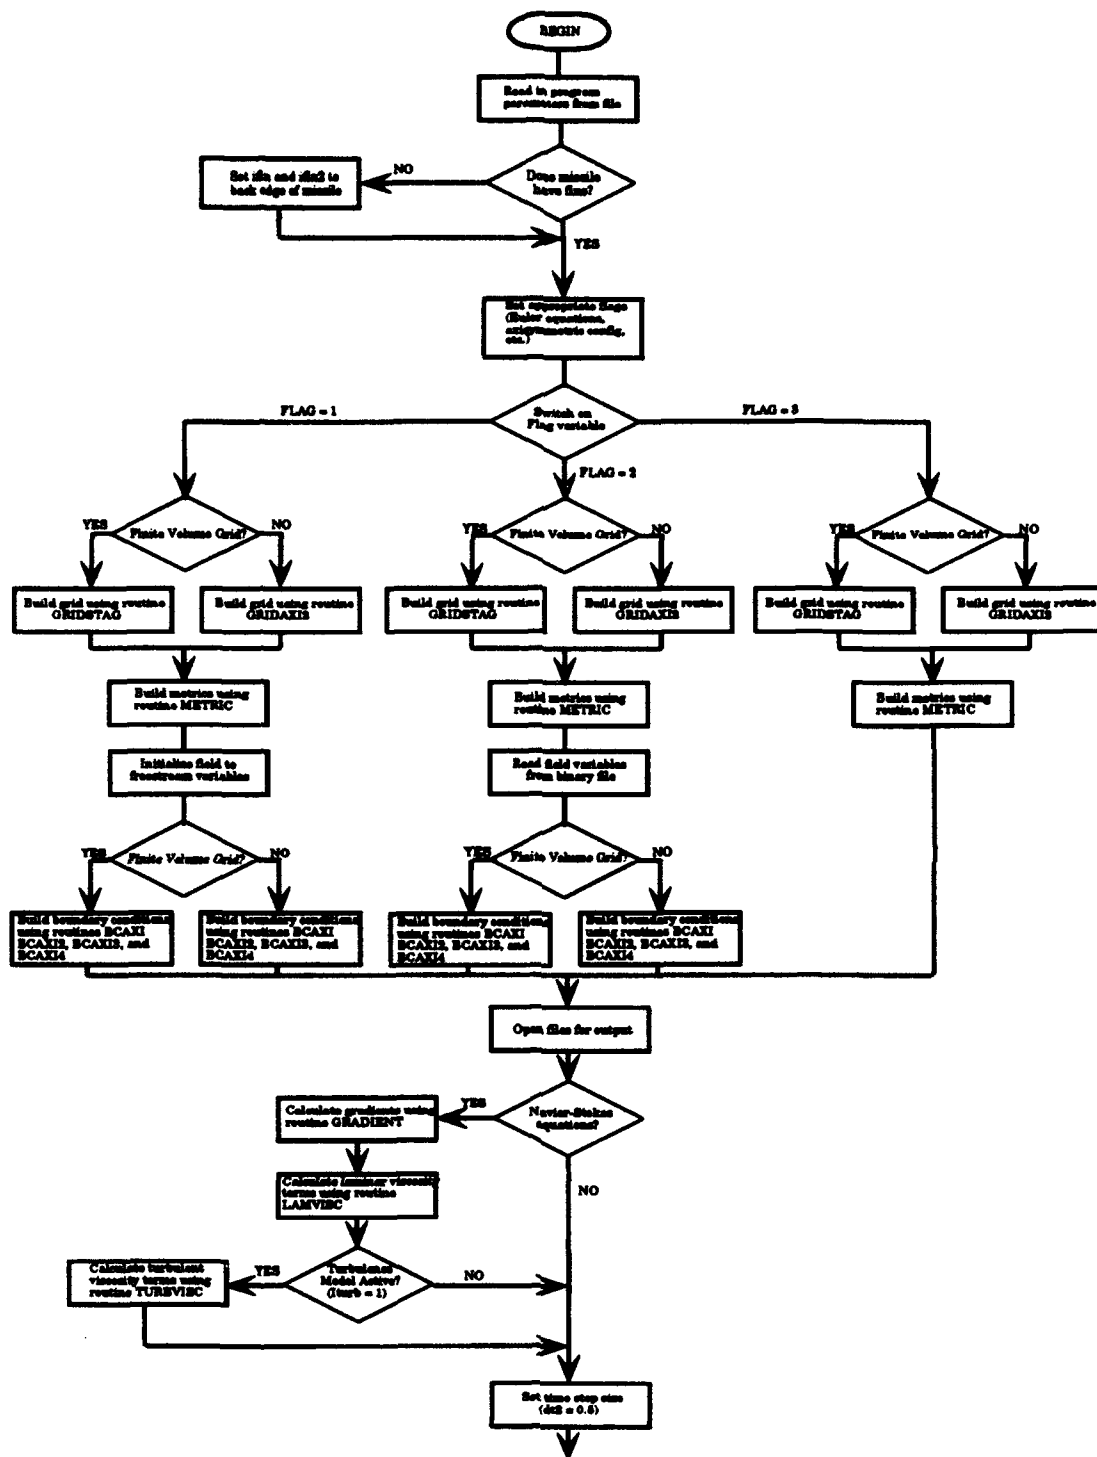 BEGIN
Read in program
parameters from file
Does missile
have fins?
NO
Set ifin and ifin2 to
back edge of missile
YES
Set appropriate flags
(Euler equations,
axisymmetric config,
etc.)
Switch on
Flag variable
FLAG = 1
FLAG = 2
FLAG = 3
YES
Finite Volume Grid?
NO
YES
Finite Volume Grid?
NO
YES
Finite Volume Grid?
NO
Build grid using routine
GRIDSTAG
Build grid using routine
GRIDAXIS
Build grid using routine
GRIDSTAG
Build grid using routine
GRIDAXIS
Build grid using routine
GRIDSTAG
Build grid using routine
GRIDAXIS
Build metrics using
routine METRIC
Build metrics using
routine METRIC
Build metrics using
routine METRIC
Initialize field to
freestream variables
Read field variables
from binary file
YES
Finite Volume Grid?
NO
YES
Finite Volume Grid?
NO
Build boundary conditions
using routines BCAXI
BCAXI2, BCAXI3, and
BCAXI4
Build boundary conditions
using routines BCAXI
BCAXI2, BCAXI3, and
BCAXI4
Build boundary conditions
using routines BCAXI
BCAXI2, BCAXI3, and
BCAXI4
Build boundary conditions
using routines BCAXI
BCAXI2, BCAXI3, and
BCAXI4
Open files for output
Navier-Stokes
equations?
YES
Calculate gradients using
routine GRADIENT
NO
Calculate laminar viscosity
terms using routine
LAMVISC
Turbulence
Model Active?
(Iturb = 1)
YES
NO
Calculate turbulent
viscosity terms using
routine TURBVISC
Set time step size
(dt2 = 0.5)